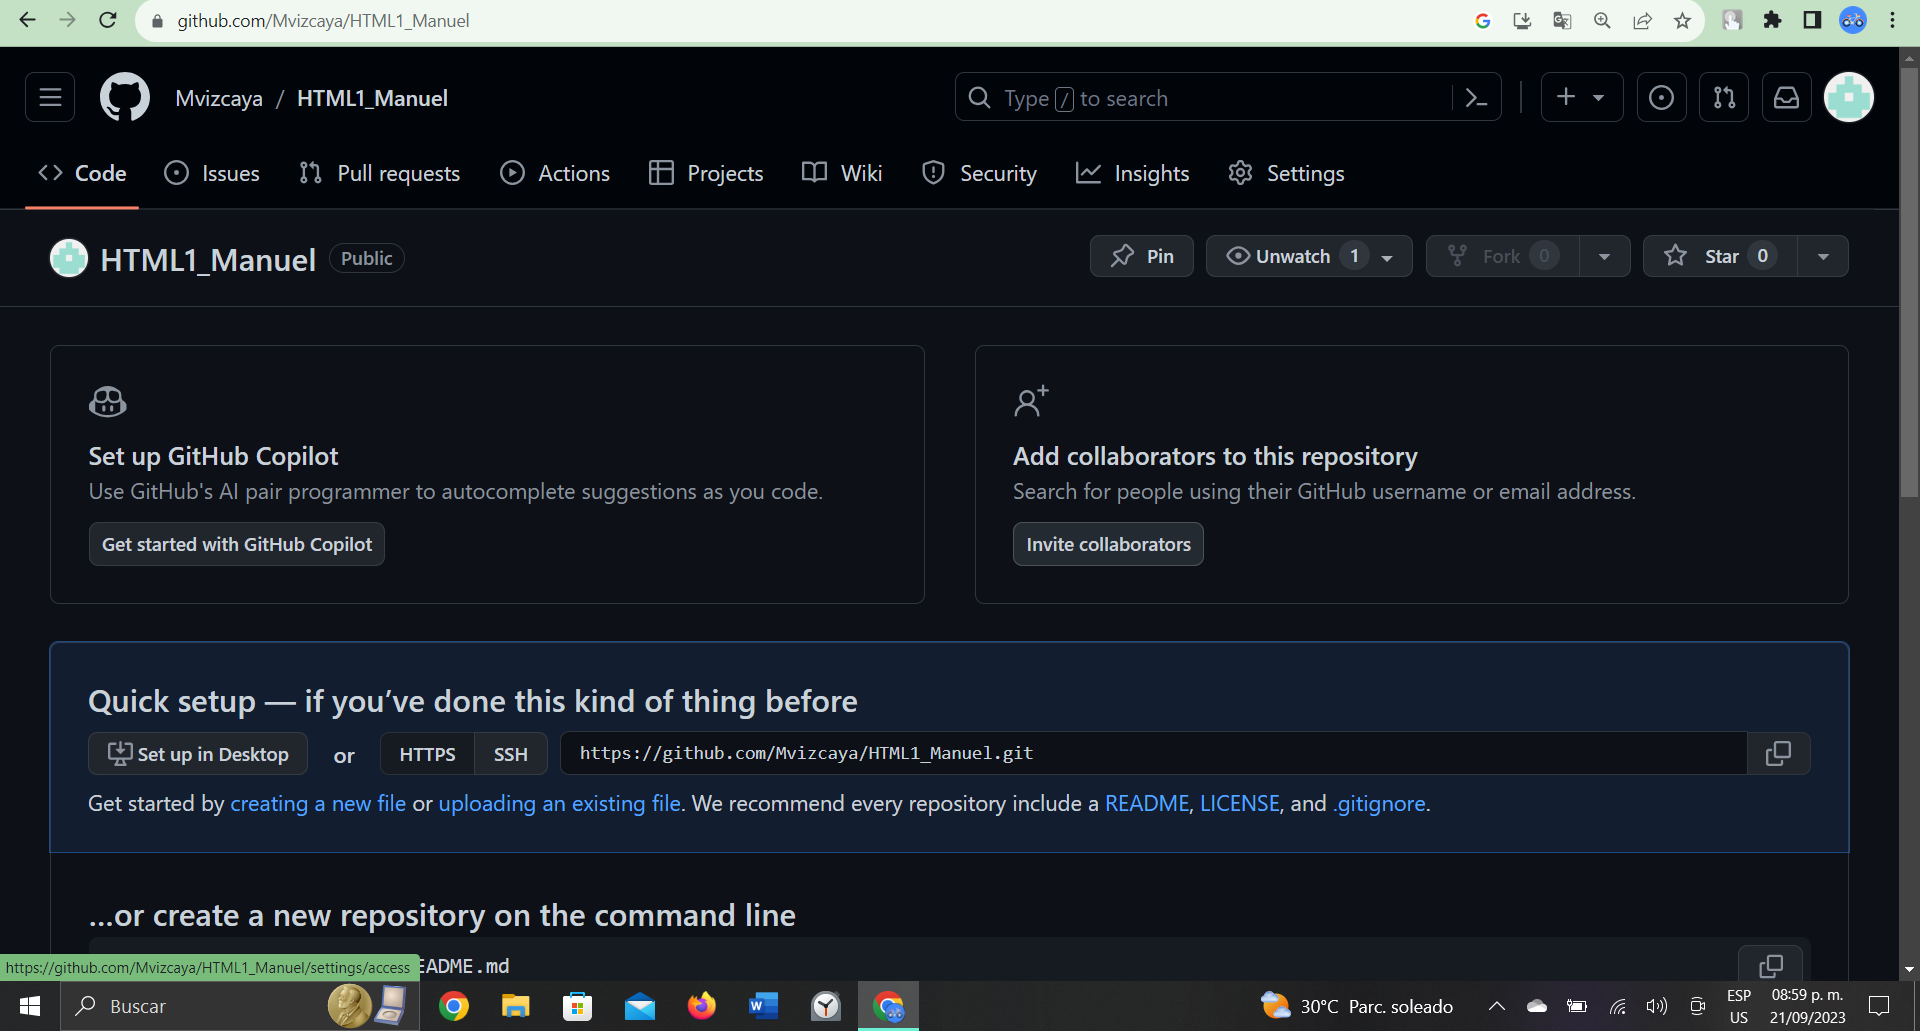 github.com/Mvizcaya/HTML1_Manuel
Mvizcaya / HTML1_Manuel
Type / to search
Code Issues Pull requests Actions Projects Wiki Security Insights Settings
HTML1_Manuel Public
Pin Unwatch 1 Fork 0 Star 0
Set up GitHub Copilot
Use GitHub's AI pair programmer to autocomplete suggestions as you code.
Get started with GitHub Copilot
Add collaborators to this repository
Search for people using their GitHub username or email address.
Invite collaborators
Quick setup — if you’ve done this kind of thing before
Set up in Desktop or HTTPS SSH https://github.com/Mvizcaya/HTML1_Manuel.git
Get started by creating a new file or uploading an existing file. We recommend every repository include a README, LICENSE, and .gitignore.
…or create a new repository on the command line
EADME.md
https://github.com/Mvizcaya/HTML1_Manuel/settings/access
Buscar
30°C Parc. soleado
ESP
US
08:59 p. m.
21/09/2023